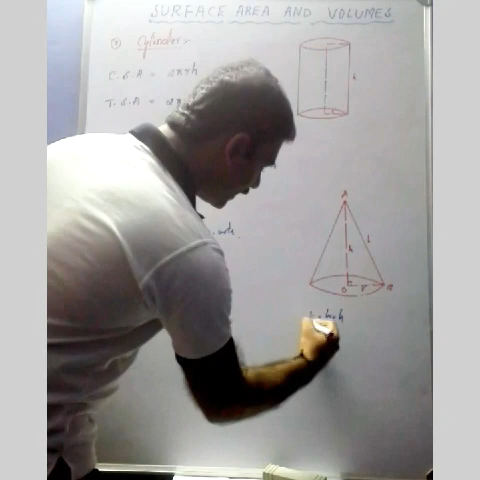 SURFACE AREA AND VOLUMES
Cylinder:-
C.S.A = 2πrh
T.S.A = 2π
h
A
h
l
O
r
B